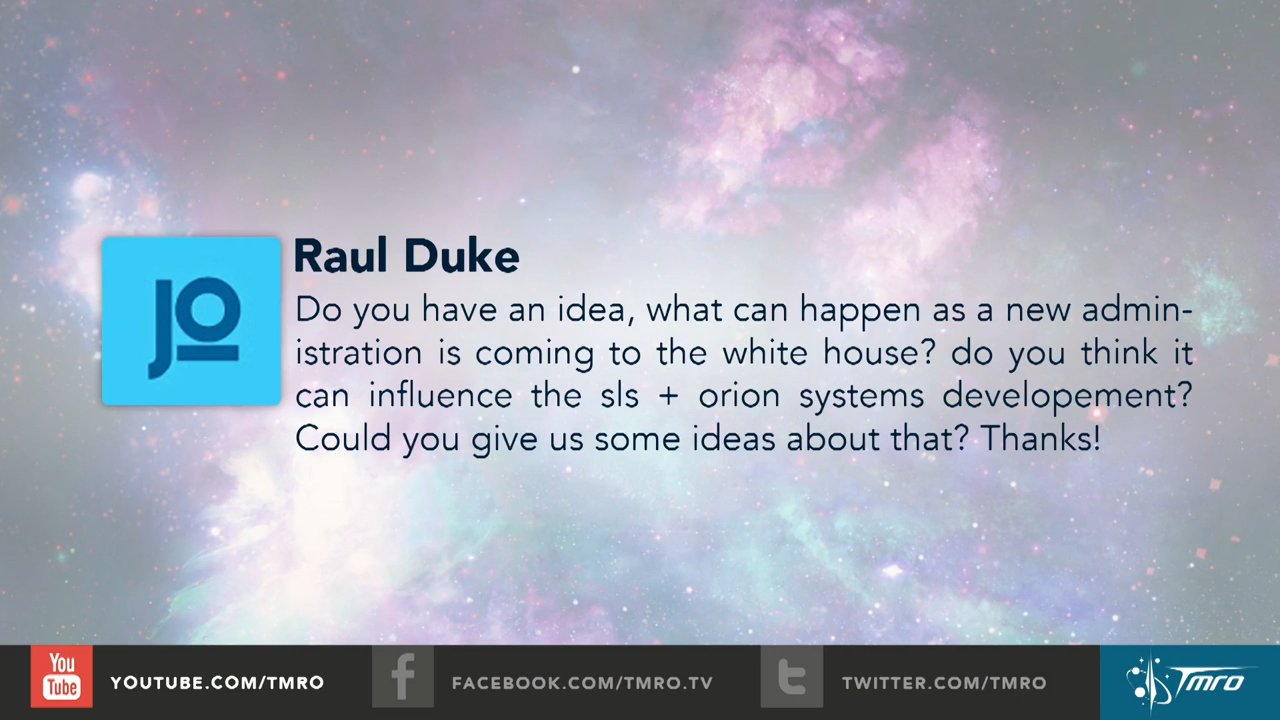 JO
Raul Duke
Do you have an idea, what can happen as a new admin-
istration is coming to the white house? do you think it
can influence the sls + orion systems developement?
Could you give us some ideas about that? Thanks!
You
Tube
YOUTUBE.COM/TMRO
f
FACEBOOK.COM/TMRO.TV
t
TWITTER.COM/TMRO
Tmro